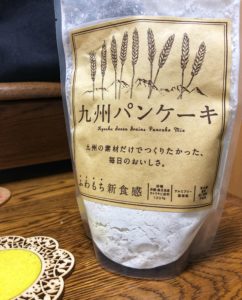 九州パンケーキ
Kyushu Seven Grains Pancake Mix
九州の素材だけでつくりたかった、
毎日のおいしさ。
ふわもち新食感